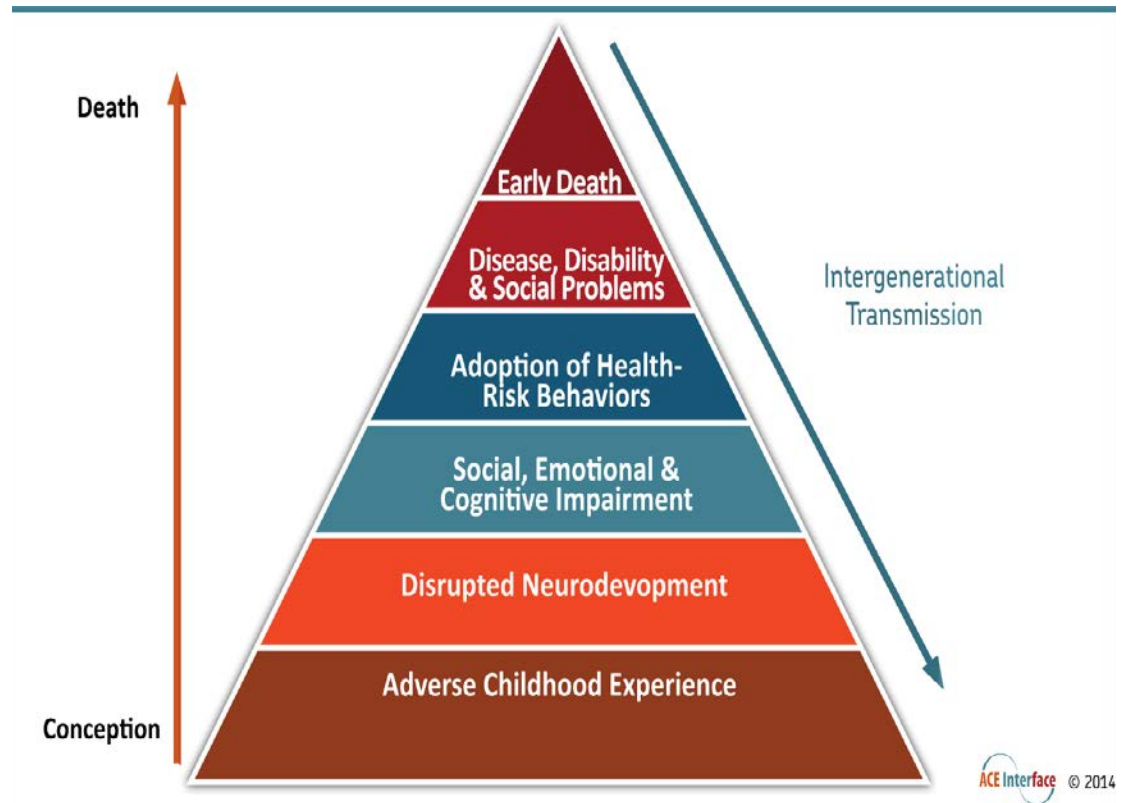 Death
Early Death
Disease, Disability
& Social Problems
Intergenerational
Transmission
Adoption of Health-
Risk Behaviors
Social, Emotional &
Cognitive Impairment
Disrupted Neurodevopment
Adverse Childhood Experience
Conception
ACE Interface © 2014